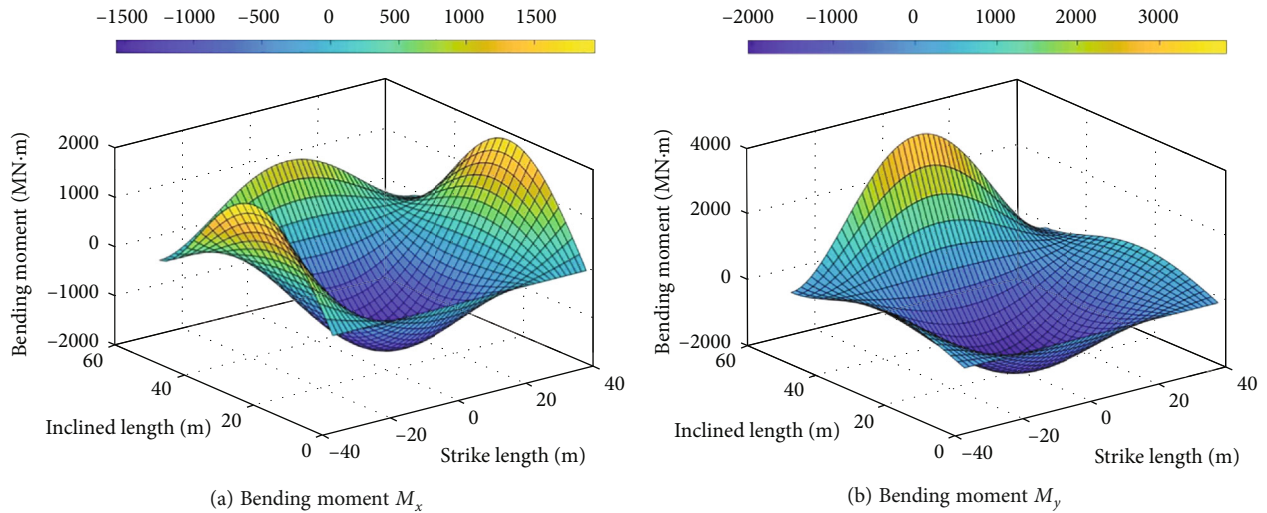 −1500 −1000 −500 0 500 1000 1500
Bending moment (MN·m)
2000
1000
0
−1000
−2000
60
40
20
0
Inclined length (m)
−40
−20
0
20
40
Strike length (m)
(a) Bending moment Mx
−2000 −1000 0 1000 2000 3000
Bending moment (MN·m)
4000
2000
0
−2000
60
40
20
0
Inclined length (m)
−40
−20
0
20
40
Strike length (m)
(b) Bending moment My